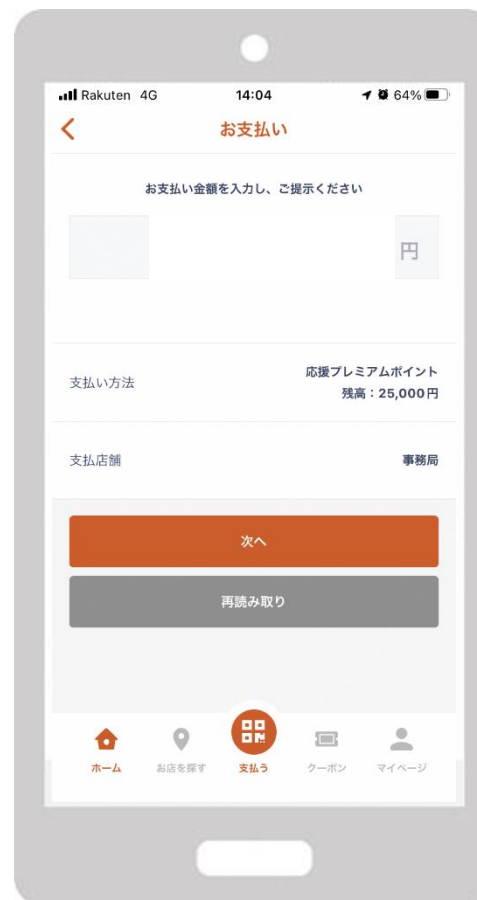 Rakuten 4G 14:04 64%
お支払い
お支払い金額を入力し、ご提示ください
円
支払い方法 応援プレミアムポイント
残高：25,000円
支払店舗 事務局
次へ
再読み取り
ホーム お店を探す 支払う クーポン マイページ